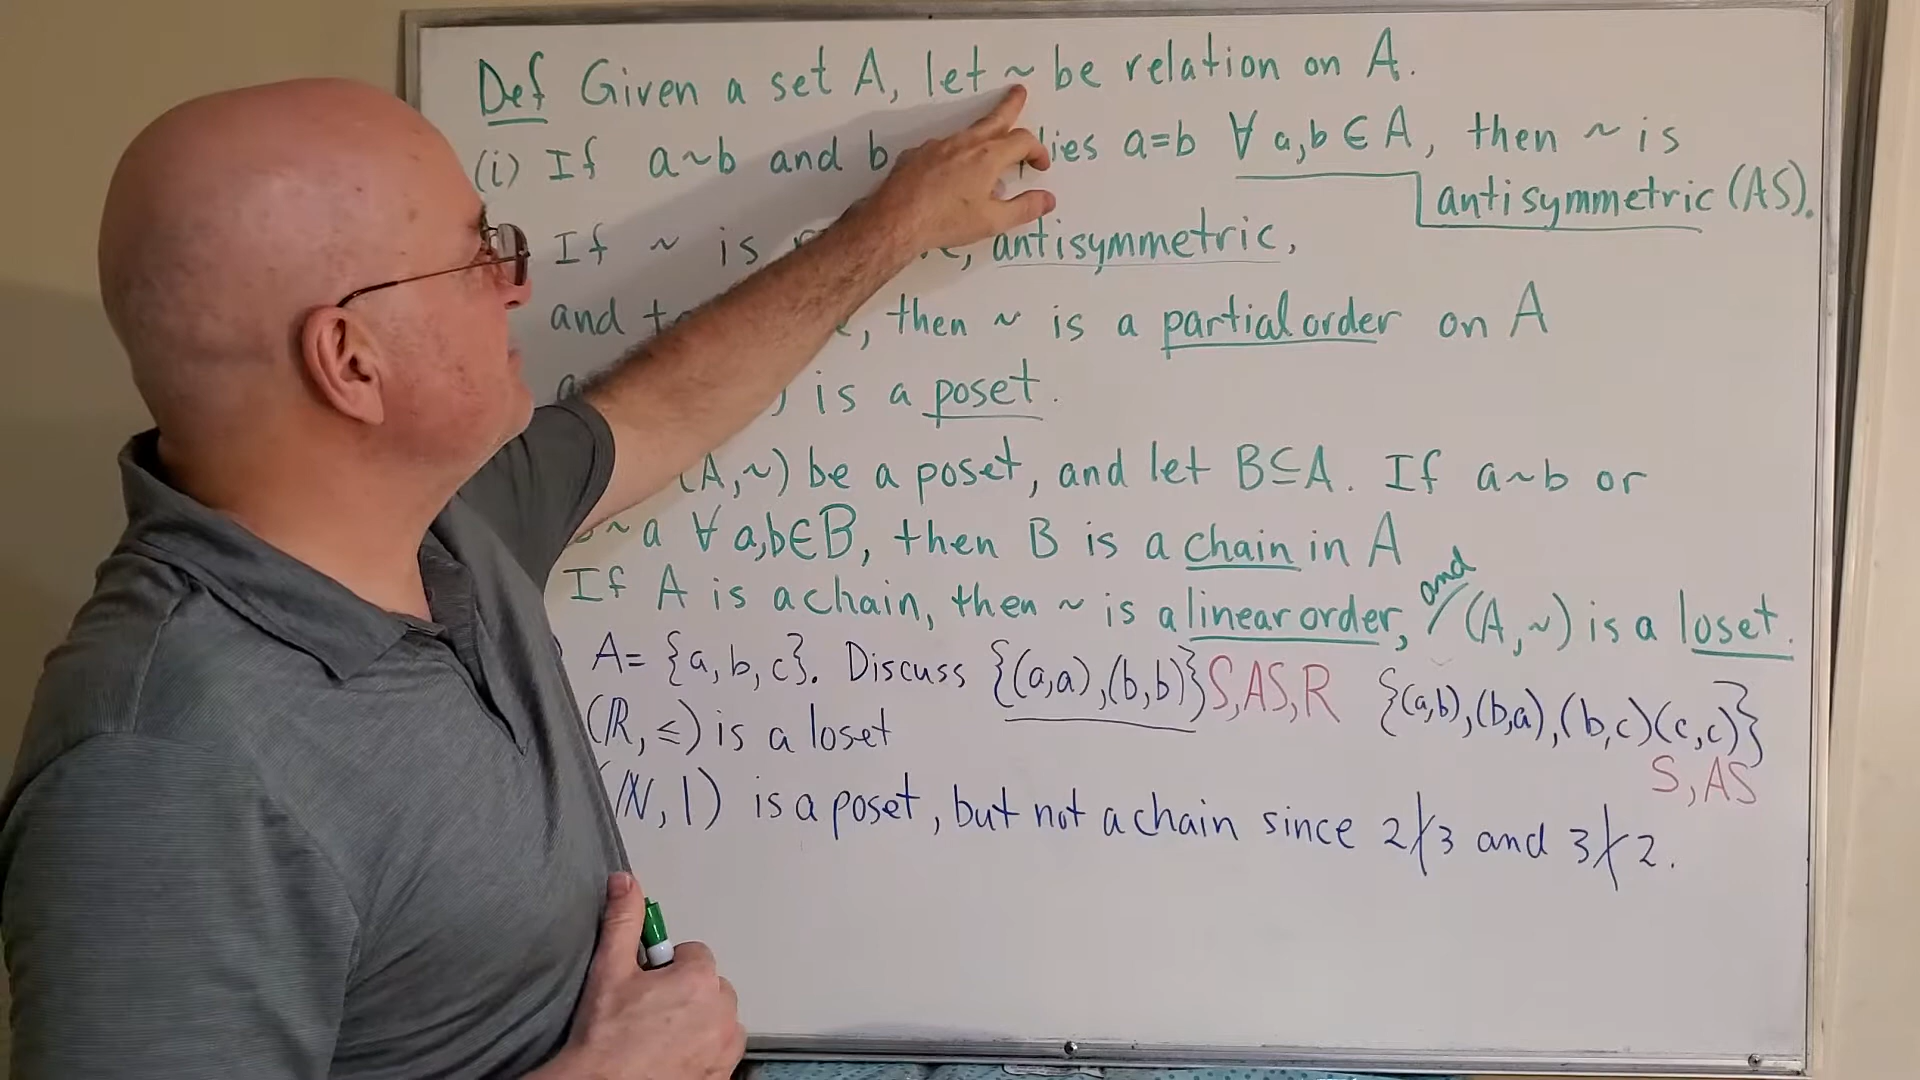 Def Given a set A, let ~ be relation on A.
(i) If a~b and b lies a=b ∀ a,b ∈ A, then ~ is
antisymmetric (AS).
If ~ is , antisymmetric,
and , then ~ is a partial order on A
is a poset.
(A,~) be a poset, and let B⊆A. If a~b or
~a ∀ a,b∈B, then B is a chain in A
If A is a chain, then ~ is a linear order, and (A,~) is a loset.
A= {a, b, c}. Discuss {(a,a),(b,b)} S,AS,R {(a,b),(b,a),(b,c)(c,c)}
S,AS
(ℝ, ≤) is a loset
(ℕ, |) is a poset, but not a chain since 2∤3 and 3∤2.